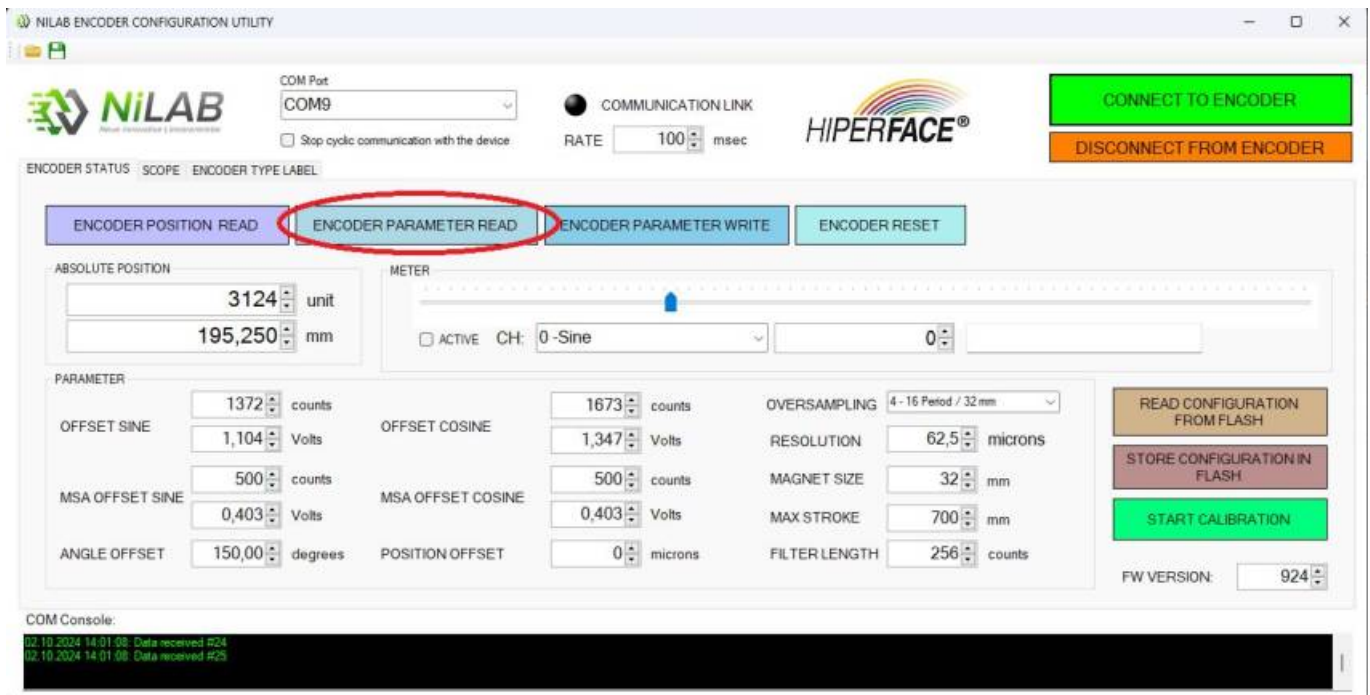 NILAB ENCODER CONFIGURATION UTILITY
NiLAB
COM Port
COM9
Stop cyclic communication with the device
COMMUNICATION LINK
RATE 100 msec
HIPERFACE®
CONNECT TO ENCODER
DISCONNECT FROM ENCODER
ENCODER STATUS SCOPE ENCODER TYPE LABEL
ENCODER POSITION READ ENCODER PARAMETER READ ENCODER PARAMETER WRITE ENCODER RESET
ABSOLUTE POSITION
3124 unit
195,250 mm
METER
ACTIVE CH: 0 -Sine 0
PARAMETER
OFFSET SINE
1372 counts
1,104 Volts
OFFSET COSINE
1673 counts
1,347 Volts
OVERSAMPLING 4 - 16 Period / 32 mm
RESOLUTION 62,5 microns
MSA OFFSET SINE
500 counts
0,403 Volts
MSA OFFSET COSINE
500 counts
0,403 Volts
MAGNET SIZE 32 mm
MAX STROKE 700 mm
ANGLE OFFSET 150,00 degrees
POSITION OFFSET 0 microns
FILTER LENGTH 256 counts
READ CONFIGURATION
FROM FLASH
STORE CONFIGURATION IN
FLASH
START CALIBRATION
FW VERSION: 924
COM Console:
02.10.2024 14:01:08: Data received #24
02.10.2024 14:01:08: Data received #25